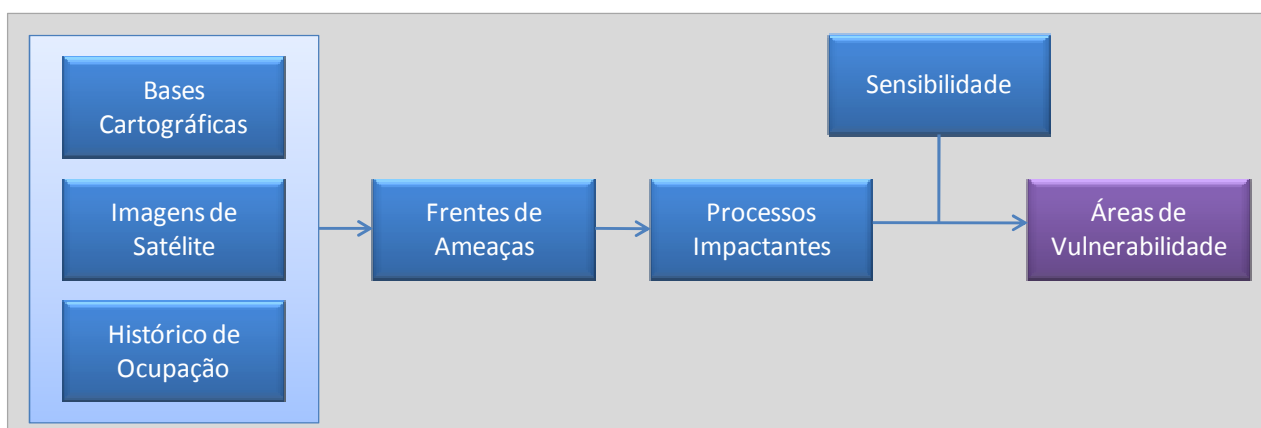 Bases
Cartográficas
Imagens de
Satélite
Histórico de
Ocupação
Frentes de
Ameaças
Processos
Impactantes
Sensibilidade
Áreas de
Vulnerabilidade